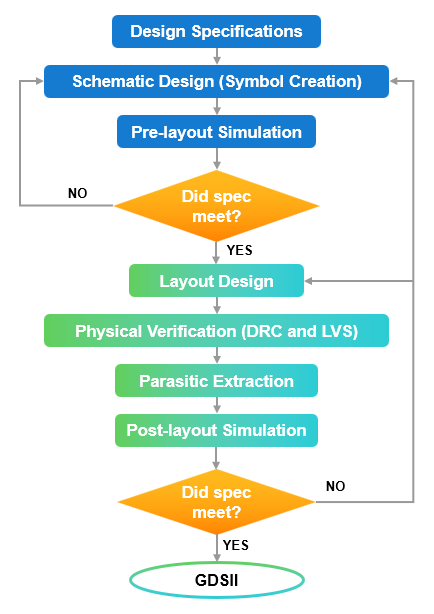 Design Specifications
Schematic Design (Symbol Creation)
Pre-layout Simulation
Did spec
meet?
NO
YES
Layout Design
Physical Verification (DRC and LVS)
Parasitic Extraction
Post-layout Simulation
Did spec
meet?
NO
YES
GDSII